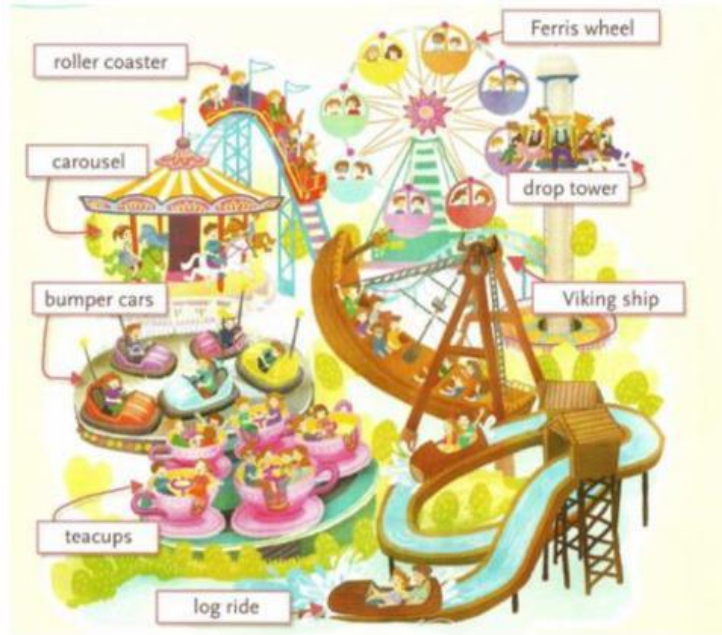 Ferris wheel
roller coaster
carousel
drop tower
bumper cars
Viking ship
teacups
log ride